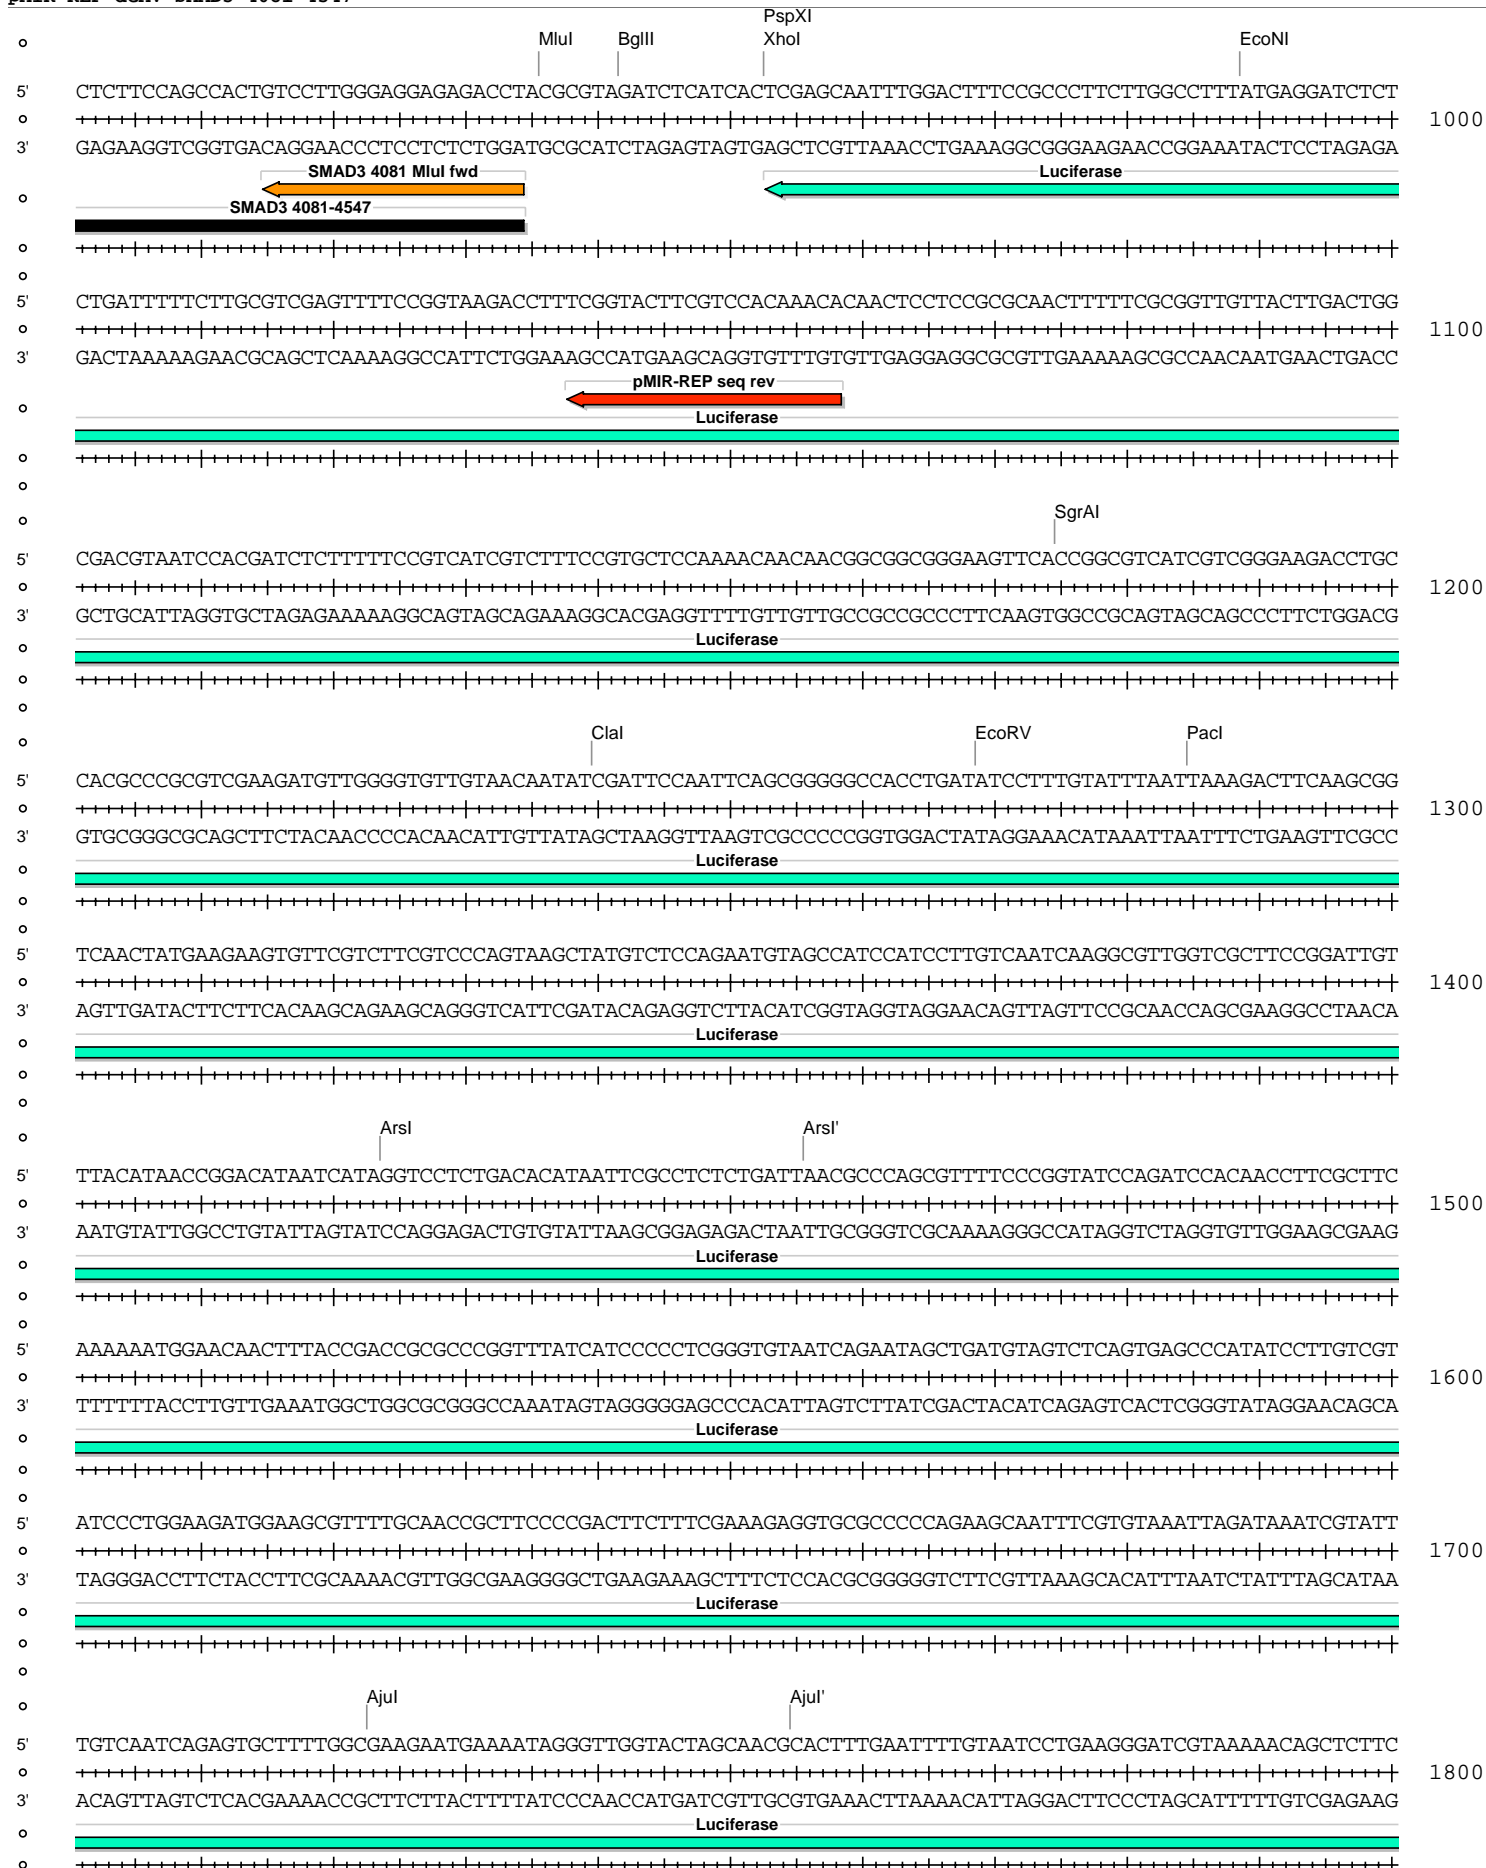 PspXI
MluI BglII XhoI EcoNI
5' CTCTTCCAGCCACTGTCCTTGGGAGGAGAGACCTACGCGTAGATCTCATCACTCGAGCAATTTGGACTTTCCGCCCTTCTTGGCCTTTATGAGGATCTCT
1000
3' GAGAAGGTCGGTGACAGGAACCCTCCTCTCTGGATGCGCATCTAGAGTAGTGAGCTCGTTAAACCTGAAAGGCGGGAAGAACCGGAAATACTCCTAGAGA
SMAD3 4081 MluI fwd Luciferase
SMAD3 4081-4547
5' CTGATTTTTCTTGCGTCGAGTTTTCCGGTAAGACCTTTCGGTACTTCGTCCACAAACACAACTCCTCCGCGCAACTTTTTCGCGGTTGTTACTTGACTGG
1100
3' GACTAAAAAGAACGCAGCTCAAAAGGCCATTCTGGAAAGCCATGAAGCAGGTGTTTGTGTTGAGGAGGCGCGTTGAAAAAGCGCCAACAATGAACTGACC
pMIR-REP seq rev
Luciferase
SgrAI
5' CGACGTAATCCACGATCTCTTTTTCCGTCATCGTCTTTCCGTGCTCCAAAACAACAACGGCGGCGGGAAGTTCACCGGCGTCATCGTCGGGAAGACCTGC
1200
3' GCTGCATTAGGTGCTAGAGAAAAAGGCAGTAGCAGAAAGGCACGAGGTTTTGTTGTTGCCGCCGCCCTTCAAGTGGCCGCAGTAGCAGCCCTTCTGGACG
Luciferase
ClaI EcoRV PacI
5' CACGCCCGCGTCGAAGATGTTGGGGTGTTGTAACAATATCGATTCCAATTCAGCGGGGGCCACCTGATATCCTTTGTATTTAATTAAAGACTTCAAGCGG
1300
3' GTGCGGGCGCAGCTTCTACAACCCCACAACATTGTTATAGCTAAGGTTAAGTCGCCCCCGGTGGACTATAGGAAACATAAATTAATTTCTGAAGTTCGCC
Luciferase
5' TCAACTATGAAGAAGTGTTCGTCTTCGTCCCAGTAAGCTATGTCTCCAGAATGTAGCCATCCATCCTTGTCAATCAAGGCGTTGGTCGCTTCCGGATTGT
1400
3' AGTTGATACTTCTTCACAAGCAGAAGCAGGGTCATTCGATACAGAGGTCTTACATCGGTAGGTAGGAACAGTTAGTTCCGCAACCAGCGAAGGCCTAACA
Luciferase
ArsI ArsI'
5' TTACATAACCGGACATAATCATAGGTCCTCTGACACATAATTCGCCTCTCTGATTAACGCCCAGCGTTTTCCCGGTATCCAGATCCACAACCTTCGCTTC
1500
3' AATGTATTGGCCTGTATTAGTATCCAGGAGACTGTGTATTAAGCGGAGAGACTAATTGCGGGTCGCAAAAGGGCCATAGGTCTAGGTGTTGGAAGCGAAG
Luciferase
5' AAAAAATGGAACAACTTTACCGACCGCGCCCGGTTTATCATCCCCCTCGGGTGTAATCAGAATAGCTGATGTAGTCTCAGTGAGCCCATATCCTTGTCGT
1600
3' TTTTTTACCTTGTTGAAATGGCTGGCGCGGGCCAAATAGTAGGGGGAGCCCACATTAGTCTTATCGACTACATCAGAGTCACTCGGGTATAGGAACAGCA
Luciferase
5' ATCCCTGGAAGATGGAAGCGTTTTGCAACCGCTTCCCCGACTTCTTTCGAAAGAGGTGCGCCCCCAGAAGCAATTTCGTGTAAATTAGATAAATCGTATT
1700
3' TAGGGACCTTCTACCTTCGCAAAACGTTGGCGAAGGGGCTGAAGAAAGCTTTCTCCACGCGGGGGTCTTCGTTAAAGCACATTTAATCTATTTAGCATAA
Luciferase
AjuI AjuI'
5' TGTCAATCAGAGTGCTTTTGGCGAAGAATGAAAATAGGGTTGGTACTAGCAACGCACTTTGAATTTTGTAATCCTGAAGGGATCGTAAAAACAGCTCTTC
1800
3' ACAGTTAGTCTCACGAAAACCGCTTCTTACTTTTATCCCAACCATGATCGTTGCGTGAAACTTAAAACATTAGGACTTCCCTAGCATTTTTGTCGAGAAG
Luciferase